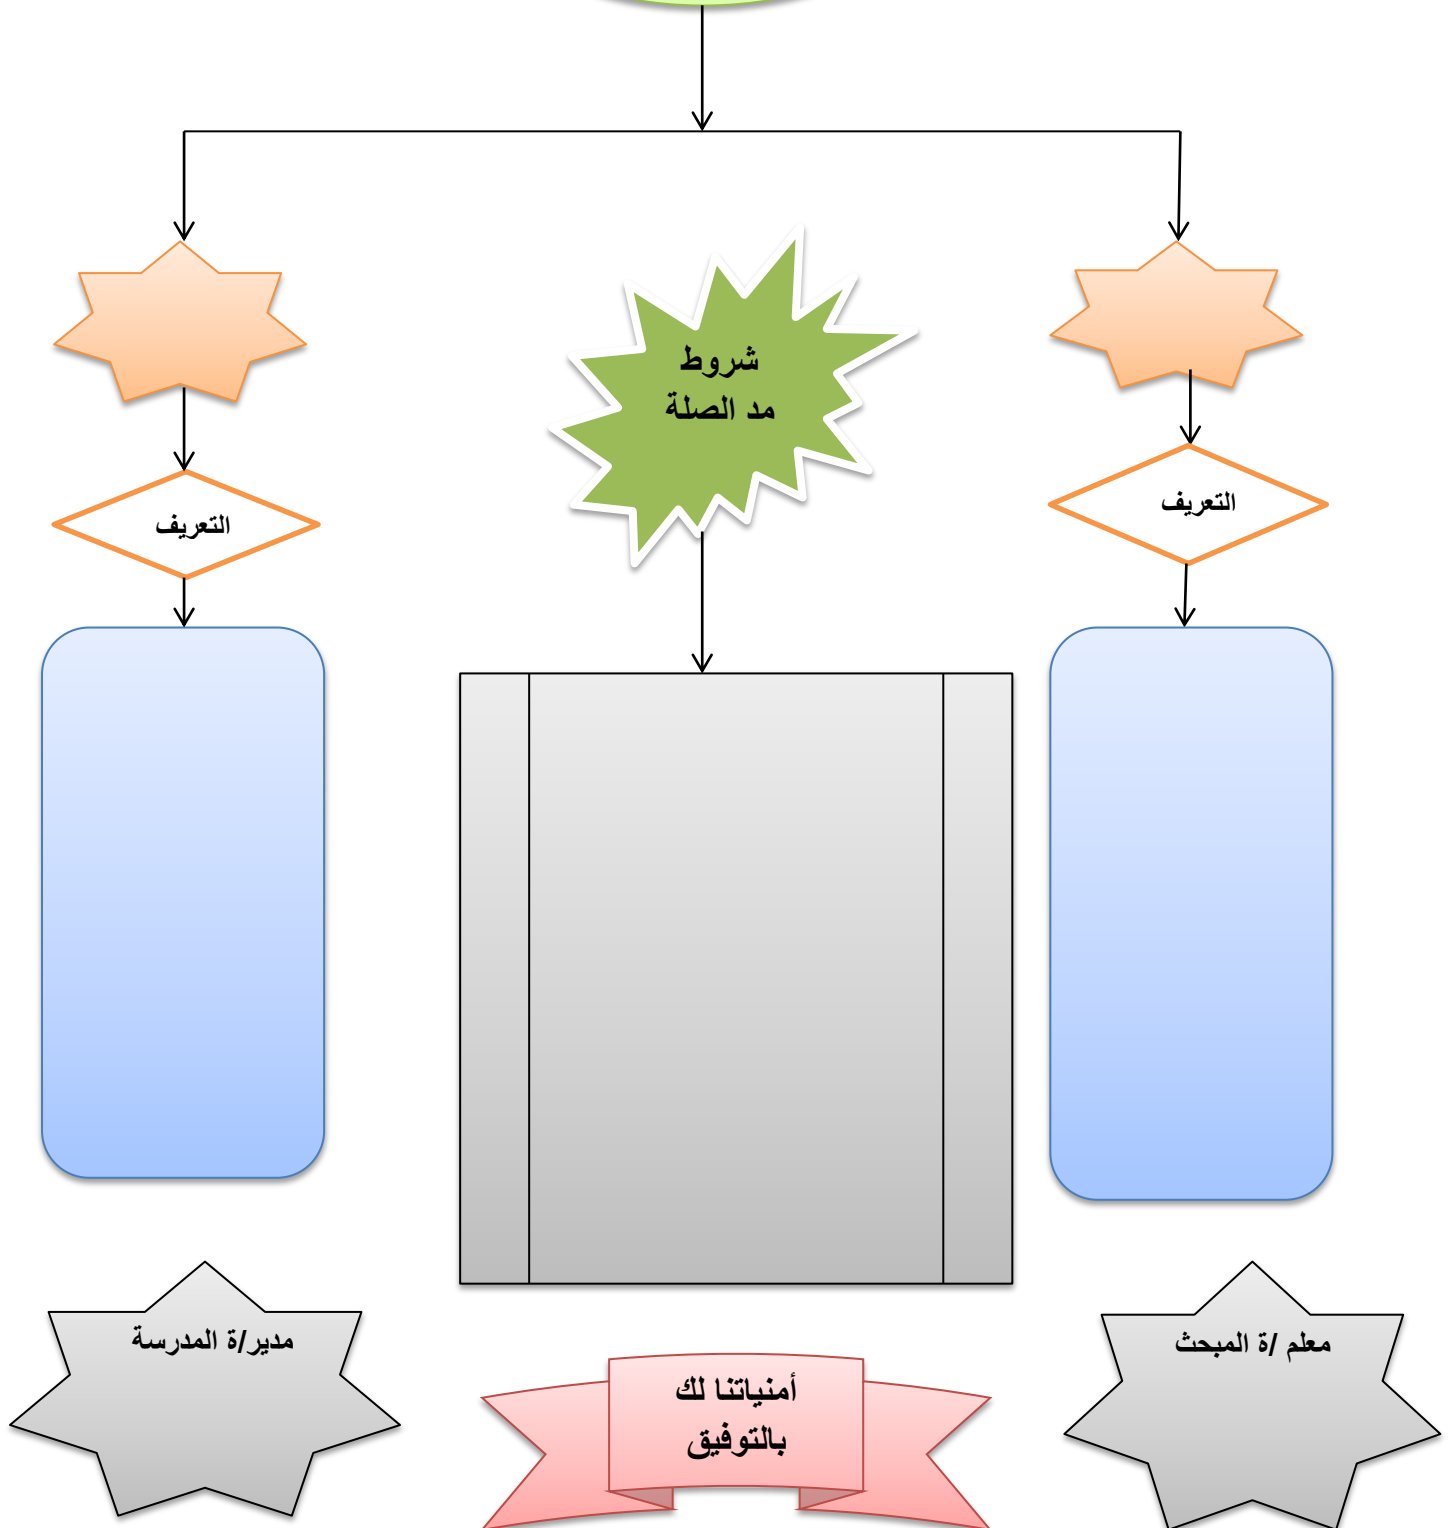 شروط
مد الصلة
التعريف
التعريف
معلم /ة المبحث
مدير/ة المدرسة
أمنياتنا لك
بالتوفيق